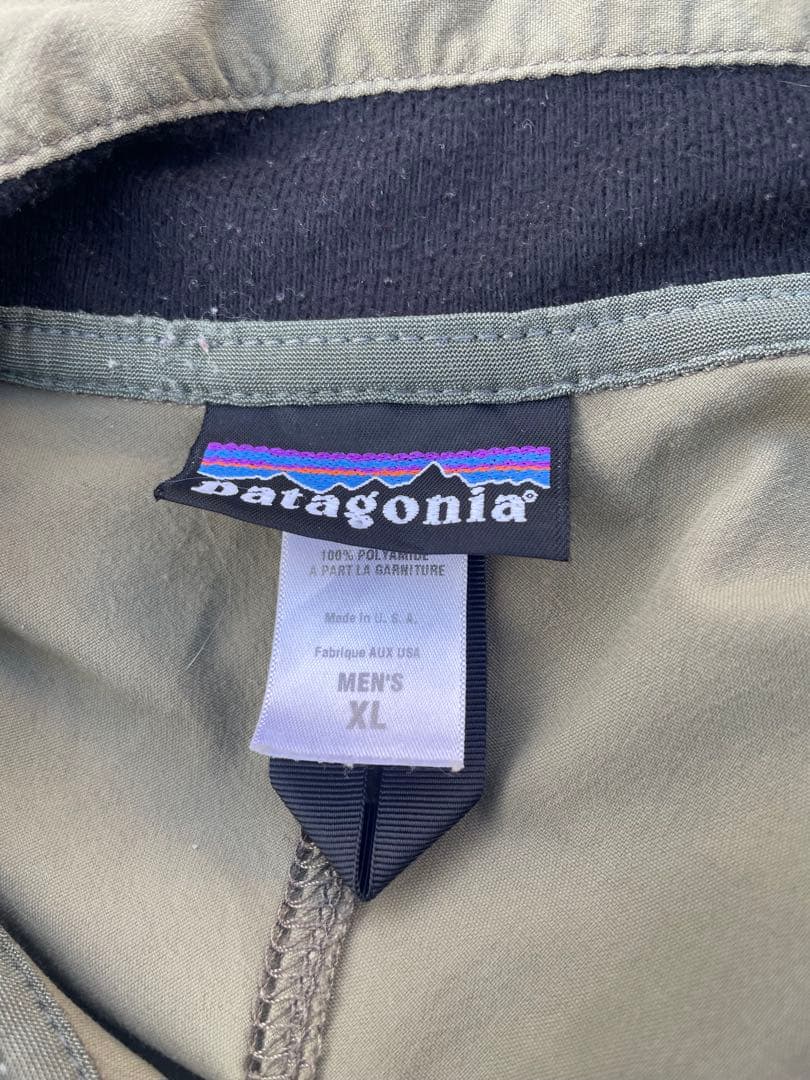 Patagonia®
100% POLYAMIDE
A PART LA GARNITURE
Made in U. S. A.
Fabrique AUX USA
MEN'S
XL